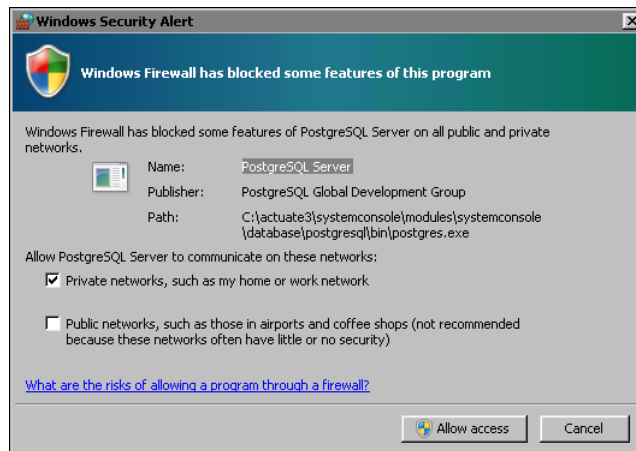 Windows Security Alert
Windows Firewall has blocked some features of this program
Windows Firewall has blocked some features of PostgreSQL Server on all public and private
networks.
Name: PostgreSQL Server
Publisher: PostgreSQL Global Development Group
Path: C:\actuate3\systemconsole\modules\systemconsole
\database\postgresql\bin\postgres.exe
Allow PostgreSQL Server to communicate on these networks:
Private networks, such as my home or work network
Public networks, such as those in airports and coffee shops (not recommended
because these networks often have little or no security)
What are the risks of allowing a program through a firewall?
Allow access Cancel